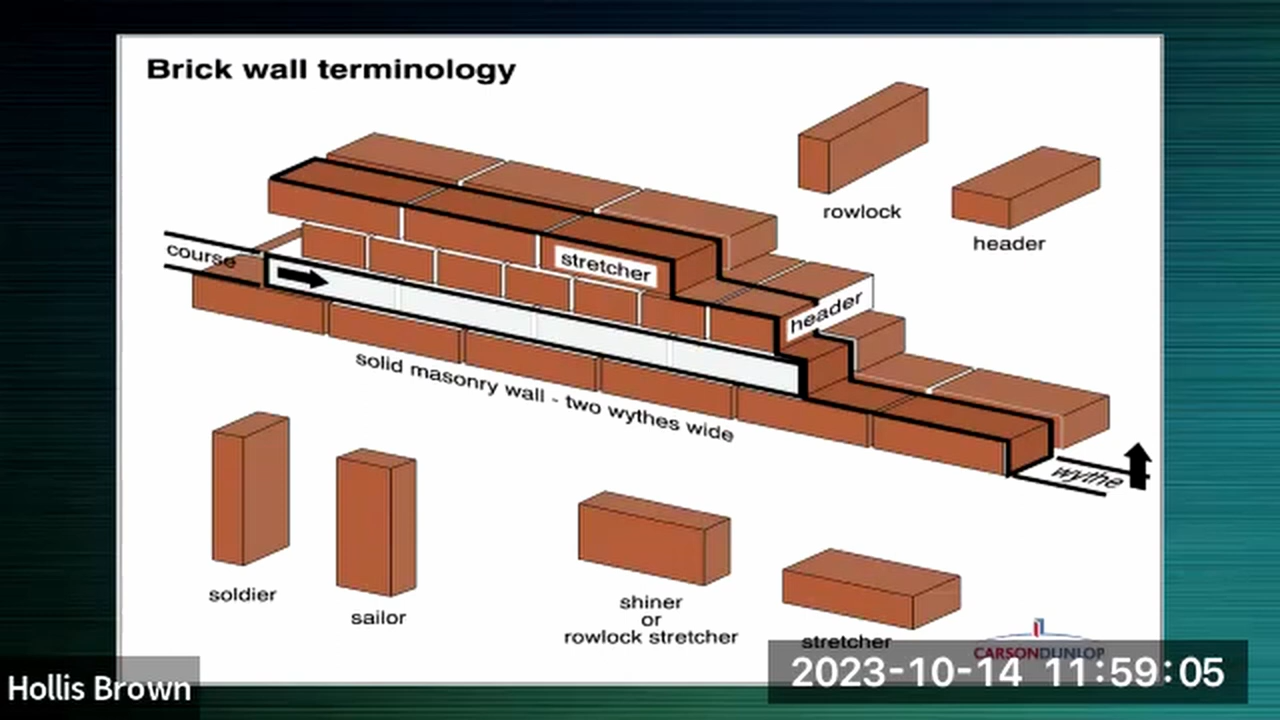 Brick wall terminology
rowlock
header
course
stretcher
header
solid masonry wall - two wythes wide
wythe
soldier
sailor
shiner
or
rowlock stretcher
stretcher
CARSONDUNLOP
Hollis Brown
2023-10-14 11:59:05